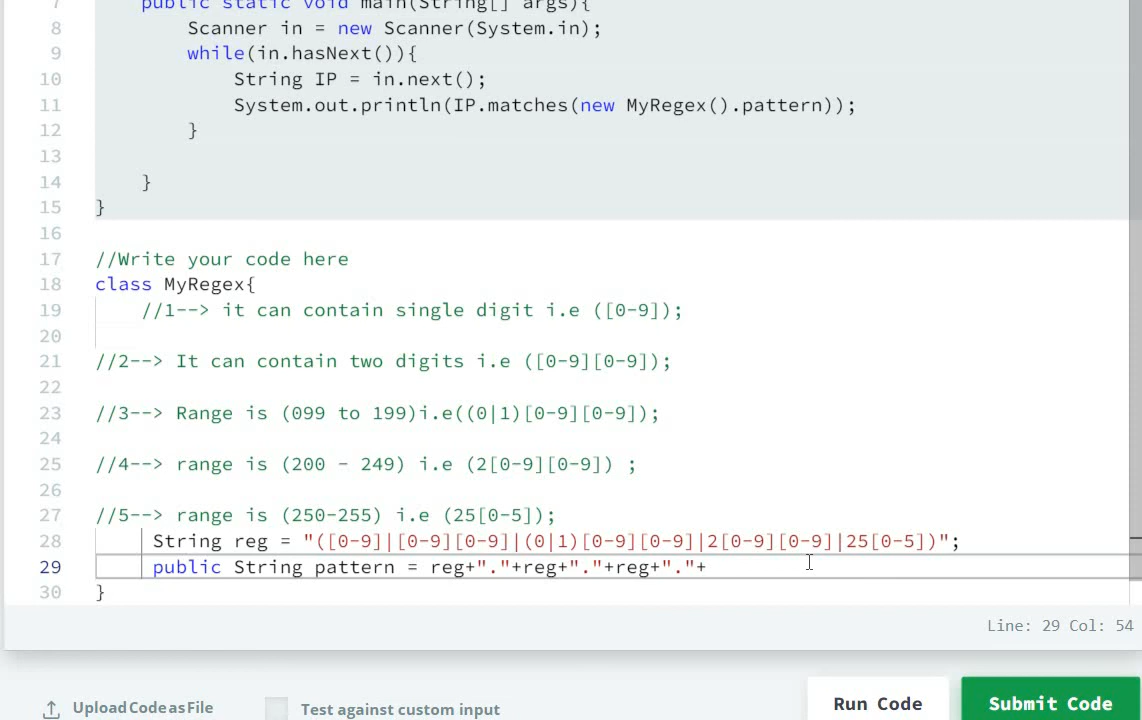 7 public static void main(String[] args){
8 Scanner in = new Scanner(System.in);
9 while(in.hasNext()){
10 String IP = in.next();
11 System.out.println(IP.matches(new MyRegex().pattern));
12 }
13
14 }
15 }
16
17 //Write your code here
18 class MyRegex{
19 //1--> it can contain single digit i.e ([0-9]);
20
21 //2--> It can contain two digits i.e ([0-9][0-9]);
22
23 //3--> Range is (099 to 199)i.e((0|1)[0-9][0-9]);
24
25 //4--> range is (200 - 249) i.e (2[0-9][0-9]) ;
26
27 //5--> range is (250-255) i.e (25[0-5]);
28 String reg = "([0-9]|[0-9][0-9]|(0|1)[0-9][0-9]|2[0-9][0-9]|25[0-5])";
29 public String pattern = reg+"."+reg+"."+reg+"."+
30 }
Line: 29 Col: 54
Upload Code as File
Test against custom input
Run Code
Submit Code